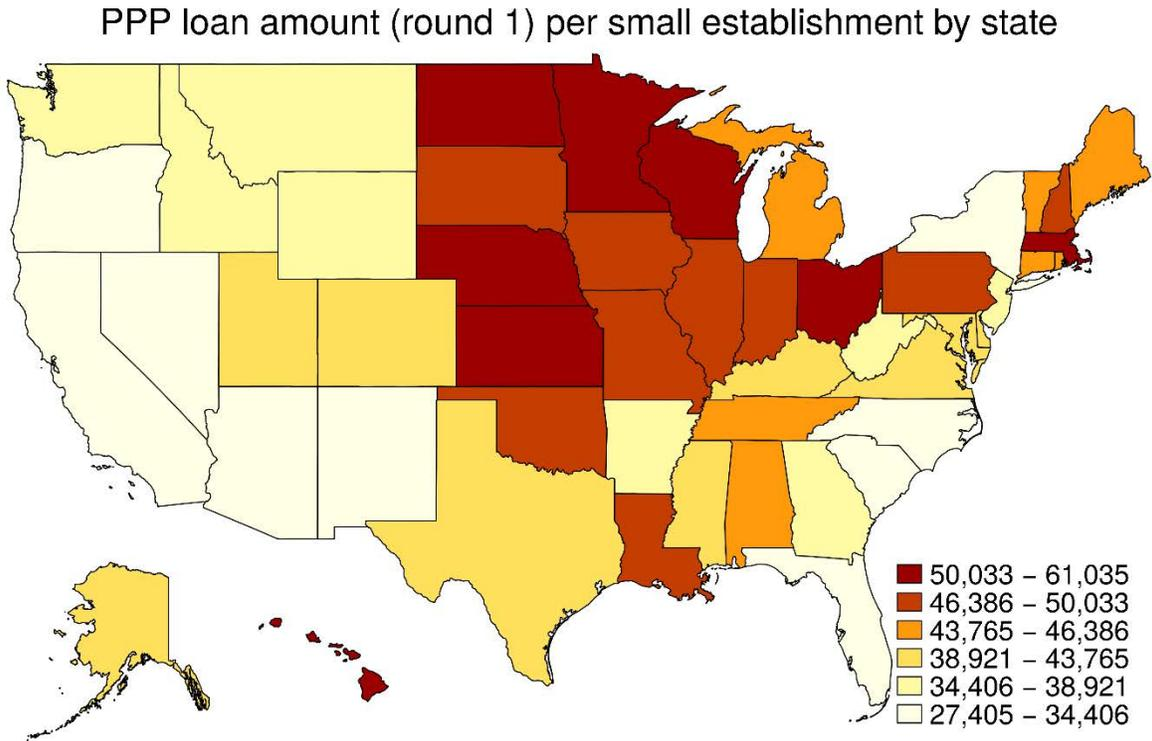 PPP loan amount (round 1) per small establishment by state
50,033 – 61,035
46,386 – 50,033
43,765 – 46,386
38,921 – 43,765
34,406 – 38,921
27,405 – 34,406